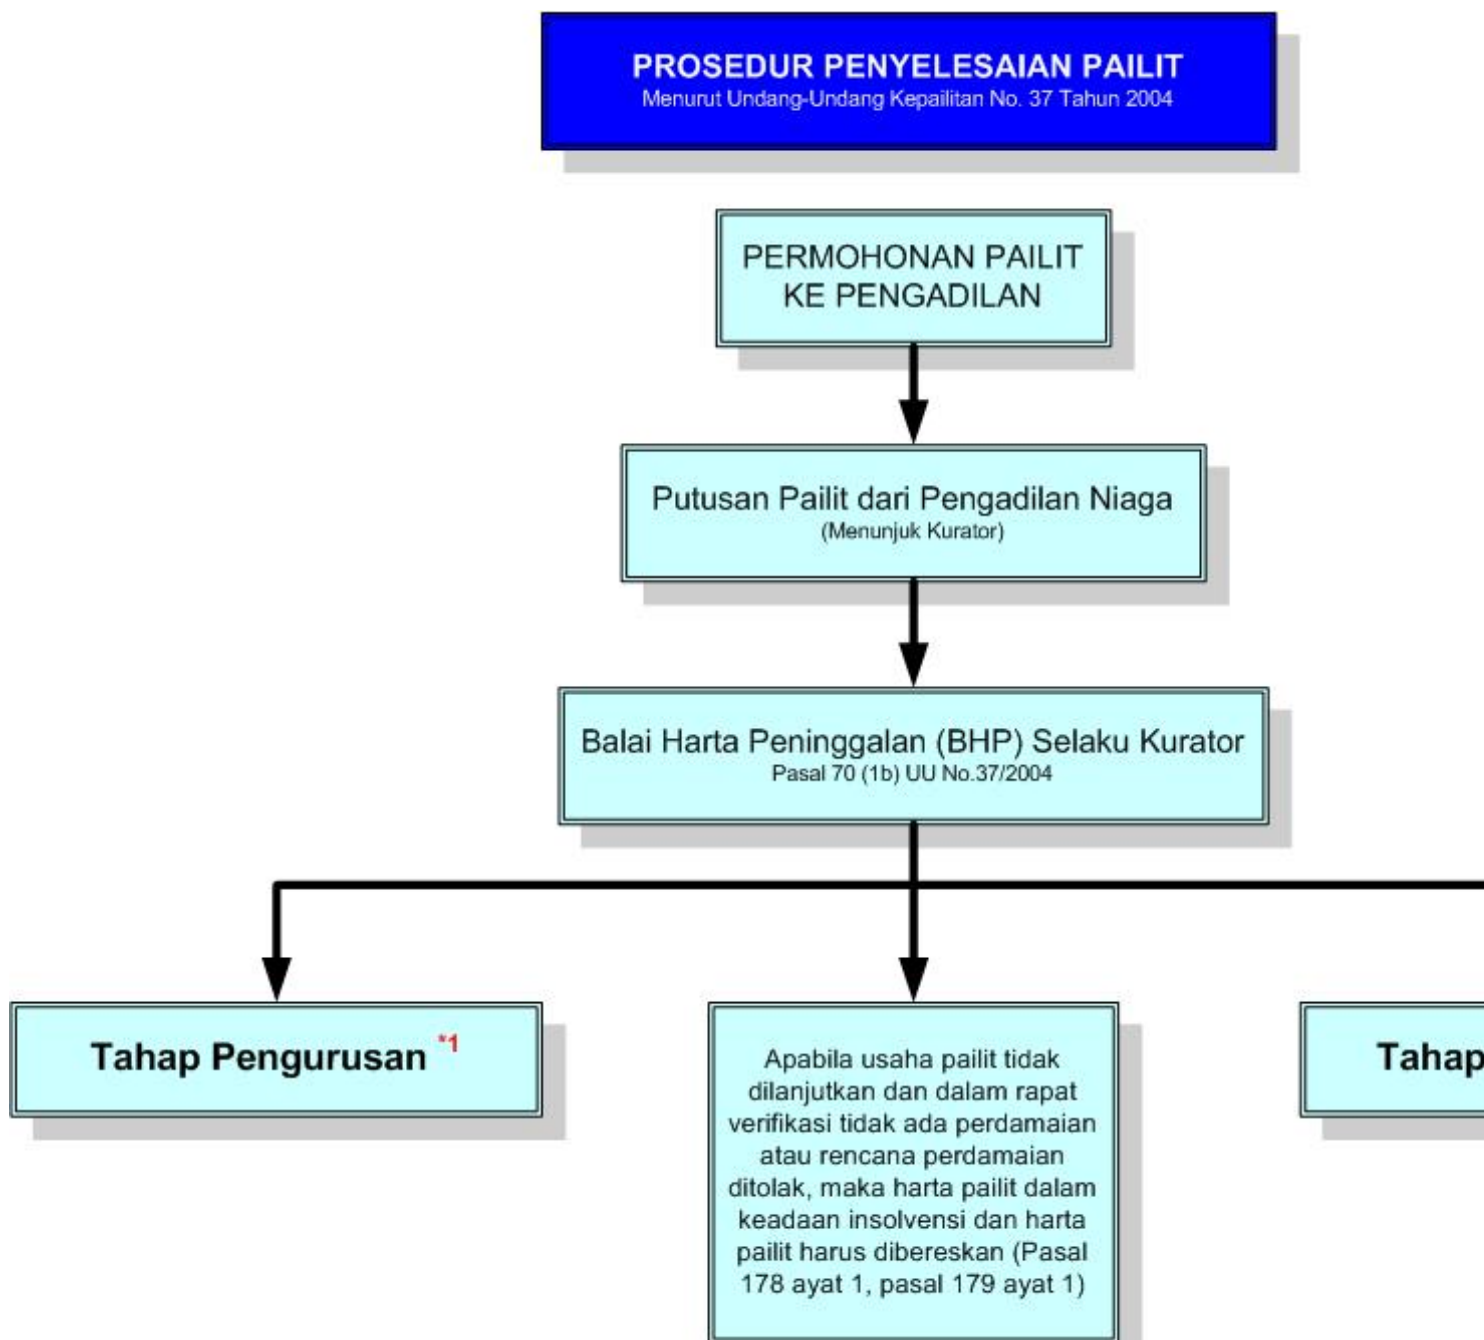 PROSEDUR PENYELESAIAN PAILIT
Menurut Undang-Undang Kepailitan No. 37 Tahun 2004
PERMOHONAN PAILIT
KE PENGADILAN
Putusan Pailit dari Pengadilan Niaga
(Menunjuk Kurator)
Balai Harta Peninggalan (BHP) Selaku Kurator
Pasal 70 (1b) UU No.37/2004
Tahap Pengurusan *1
Apabila usaha pailit tidak
dilanjutkan dan dalam rapat
verifikasi tidak ada perdamaian
atau rencana perdamaian
ditolak, maka harta pailit dalam
keadaan insolvensi dan harta
pailit harus dibereskan (Pasal
178 ayat 1, pasal 179 ayat 1)
Tahap